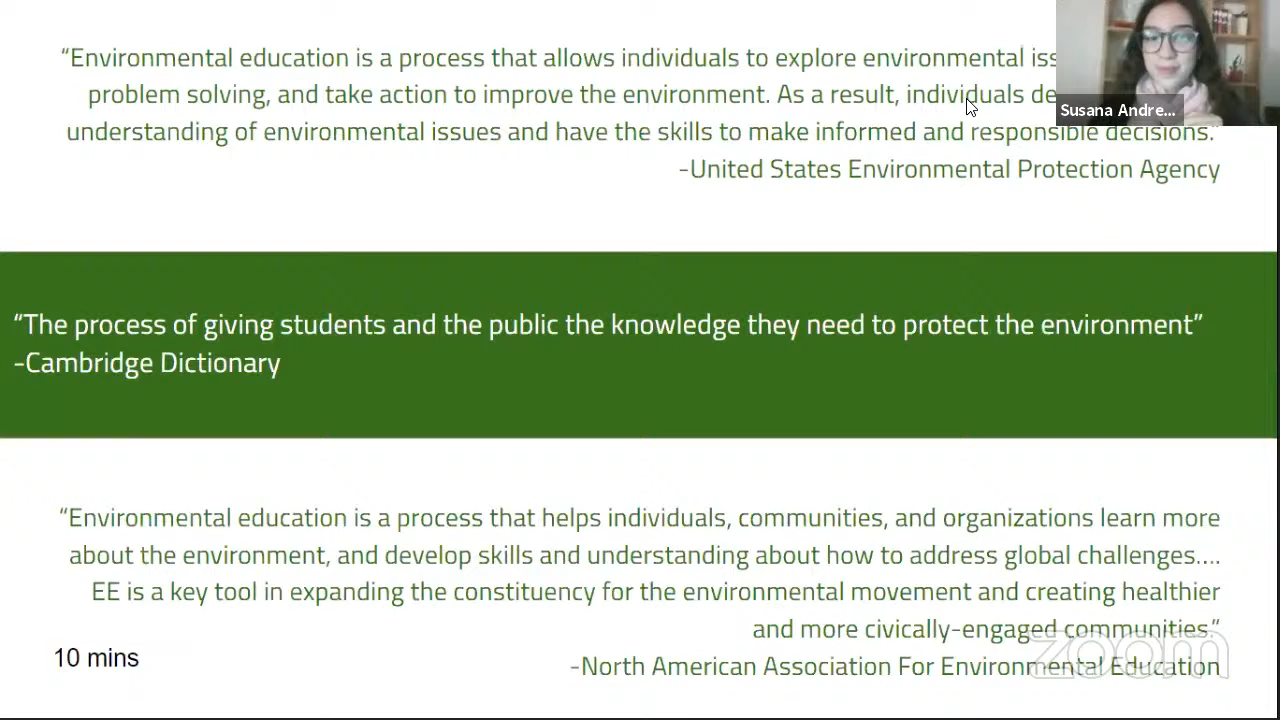 “Environmental education is a process that allows individuals to explore environmental
problem solving, and take action to improve the environment. As a result, individuals
understanding of environmental issues and have the skills to make informed and responsible decisions.”
-United States Environmental Protection Agency
Susana Andre...
“The process of giving students and the public the knowledge they need to protect the environment”
-Cambridge Dictionary
“Environmental education is a process that helps individuals, communities, and organizations learn more
about the environment, and develop skills and understanding about how to address global challenges....
EE is a key tool in expanding the constituency for the environmental movement and creating healthier
and more civically-engaged communities.”
-North American Association For Environmental Education
10 mins
zoom